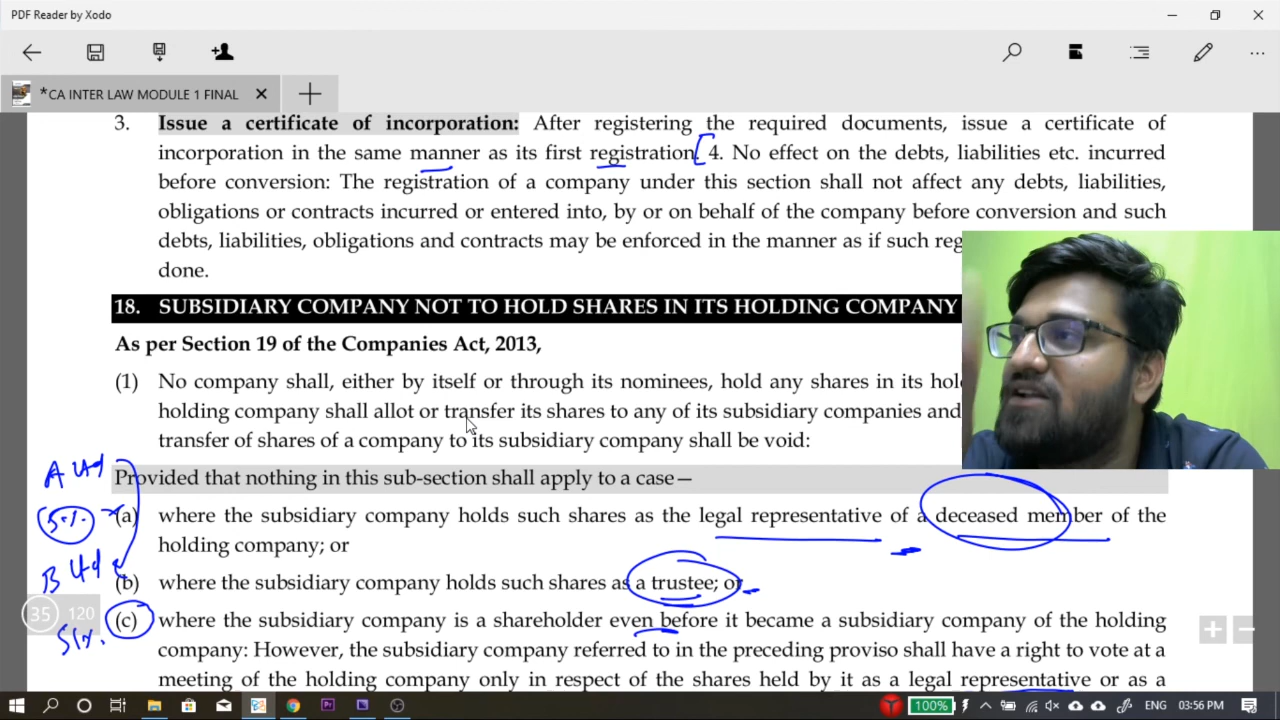 PDF Reader by Xodo
*CA INTER LAW MODULE 1 FINAL
3. Issue a certificate of incorporation: After registering the required documents, issue a certificate of
incorporation in the same manner as its first registration. [4. No effect on the debts, liabilities etc. incurred
before conversion: The registration of a company under this section shall not affect any debts, liabilities,
obligations or contracts incurred or entered into, by or on behalf of the company before conversion and such
debts, liabilities, obligations and contracts may be enforced in the manner as if such reg
done.
18. SUBSIDIARY COMPANY NOT TO HOLD SHARES IN ITS HOLDING COMPANY
As per Section 19 of the Companies Act, 2013,
(1) No company shall, either by itself or through its nominees, hold any shares in its hol
holding company shall allot or transfer its shares to any of its subsidiary companies and
transfer of shares of a company to its subsidiary company shall be void:
A Ltd
Provided that nothing in this sub-section shall apply to a case—
5%
(a) where the subsidiary company holds such shares as the legal representative of a deceased member of the
holding company; or
B Ltd
(b) where the subsidiary company holds such shares as a trustee; or
35 120
(c) where the subsidiary company is a shareholder even before it became a subsidiary company of the holding
51%.
company: However, the subsidiary company referred to in the preceding proviso shall have a right to vote at a
meeting of the holding company only in respect of the shares held by it as a legal representative or as a
100%
ENG
03:56 PM